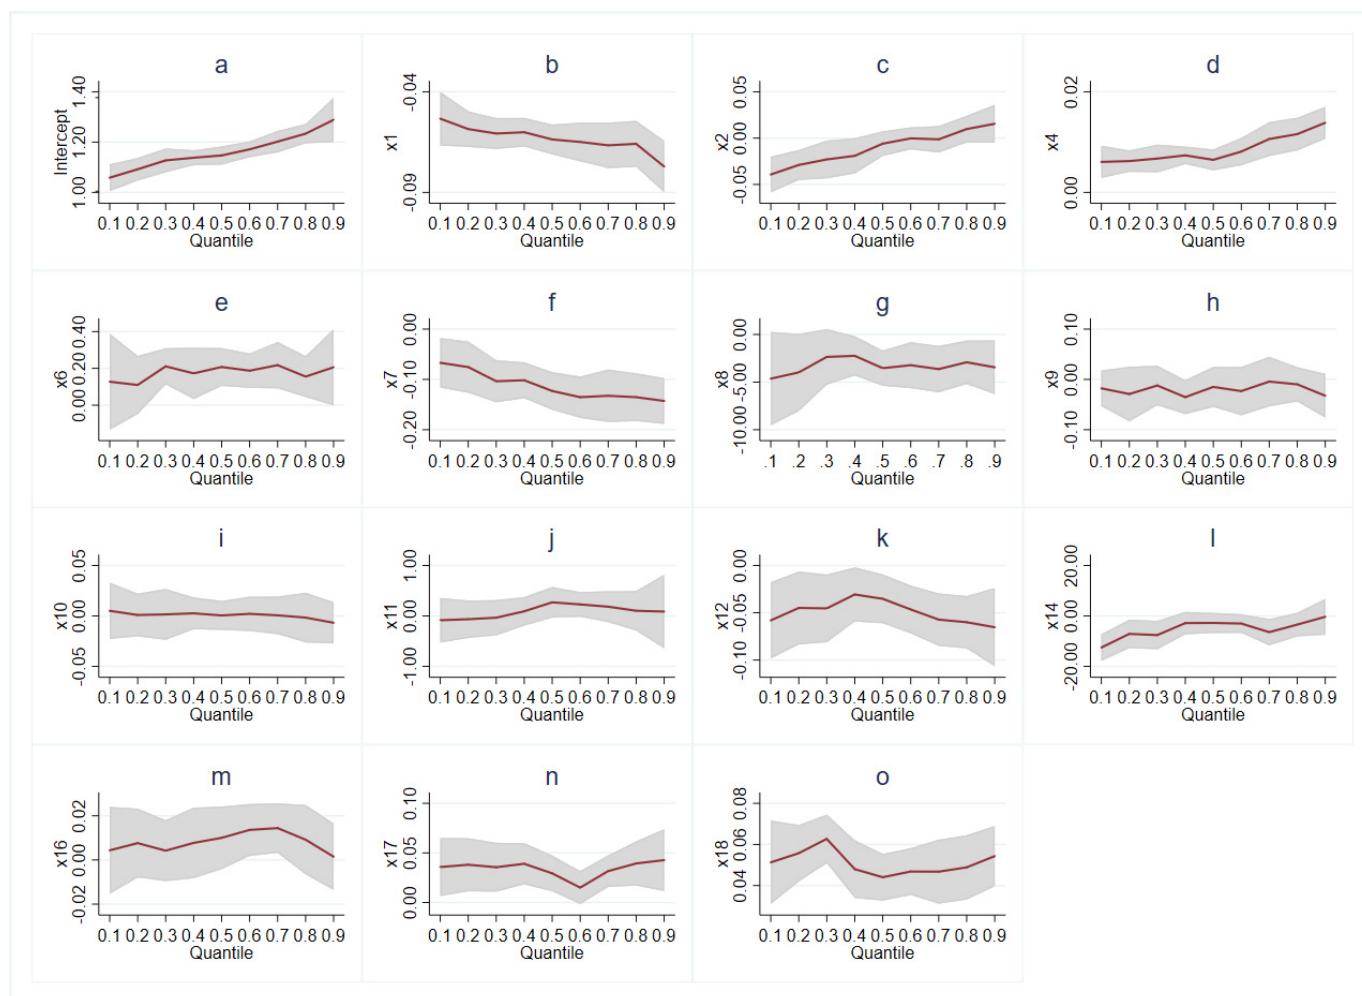 a
Intercept
1.00 1.20 1.40
0.1 0.2 0.3 0.4 0.5 0.6 0.7 0.8 0.9
Quantile
b
x1
-0.09 -0.04
0.1 0.2 0.3 0.4 0.5 0.6 0.7 0.8 0.9
Quantile
c
x2
-0.05 0.00 0.05
0.1 0.2 0.3 0.4 0.5 0.6 0.7 0.8 0.9
Quantile
d
x4
0.00 0.02
0.1 0.2 0.3 0.4 0.5 0.6 0.7 0.8 0.9
Quantile
e
x6
0.00 0.20 0.40
0.1 0.2 0.3 0.4 0.5 0.6 0.7 0.8 0.9
Quantile
f
x7
-0.20 -0.10 0.00
0.1 0.2 0.3 0.4 0.5 0.6 0.7 0.8 0.9
Quantile
g
x8
-10.00 -5.00 0.00
.1 .2 .3 .4 .5 .6 .7 .8 .9
Quantile
h
x9
-0.10 0.00 0.10
0.1 0.2 0.3 0.4 0.5 0.6 0.7 0.8 0.9
Quantile
i
x10
-0.05 0.00 0.05
0.1 0.2 0.3 0.4 0.5 0.6 0.7 0.8 0.9
Quantile
j
x11
-1.00 0.00 1.00
0.1 0.2 0.3 0.4 0.5 0.6 0.7 0.8 0.9
Quantile
k
x12
-0.10 -0.05 0.00
0.1 0.2 0.3 0.4 0.5 0.6 0.7 0.8 0.9
Quantile
l
x14
-20.00 0.00 20.00
0.1 0.2 0.3 0.4 0.5 0.6 0.7 0.8 0.9
Quantile
m
x16
-0.02 0.00 0.02
0.1 0.2 0.3 0.4 0.5 0.6 0.7 0.8 0.9
Quantile
n
x17
0.00 0.05 0.10
0.1 0.2 0.3 0.4 0.5 0.6 0.7 0.8 0.9
Quantile
o
x18
0.04 0.06 0.08
0.1 0.2 0.3 0.4 0.5 0.6 0.7 0.8 0.9
Quantile